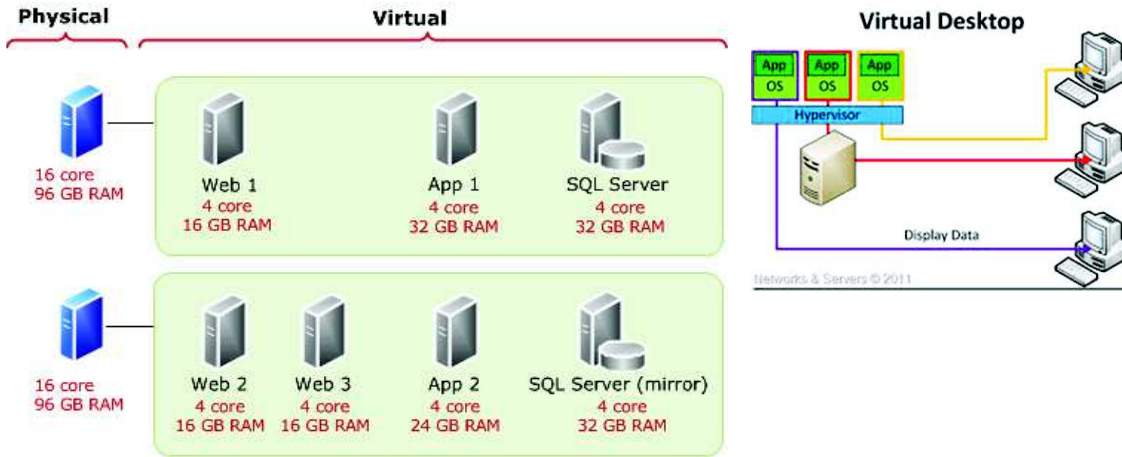 Physical
Virtual
16 core
96 GB RAM
Web 1
4 core
16 GB RAM
App 1
4 core
32 GB RAM
SQL Server
4 core
32 GB RAM
16 core
96 GB RAM
Web 2
4 core
16 GB RAM
Web 3
4 core
16 GB RAM
App 2
4 core
24 GB RAM
SQL Server (mirror)
4 core
32 GB RAM
Virtual Desktop
App App App
OS OS OS
Hypervisor
Display Data
Networks & Servers © 2011